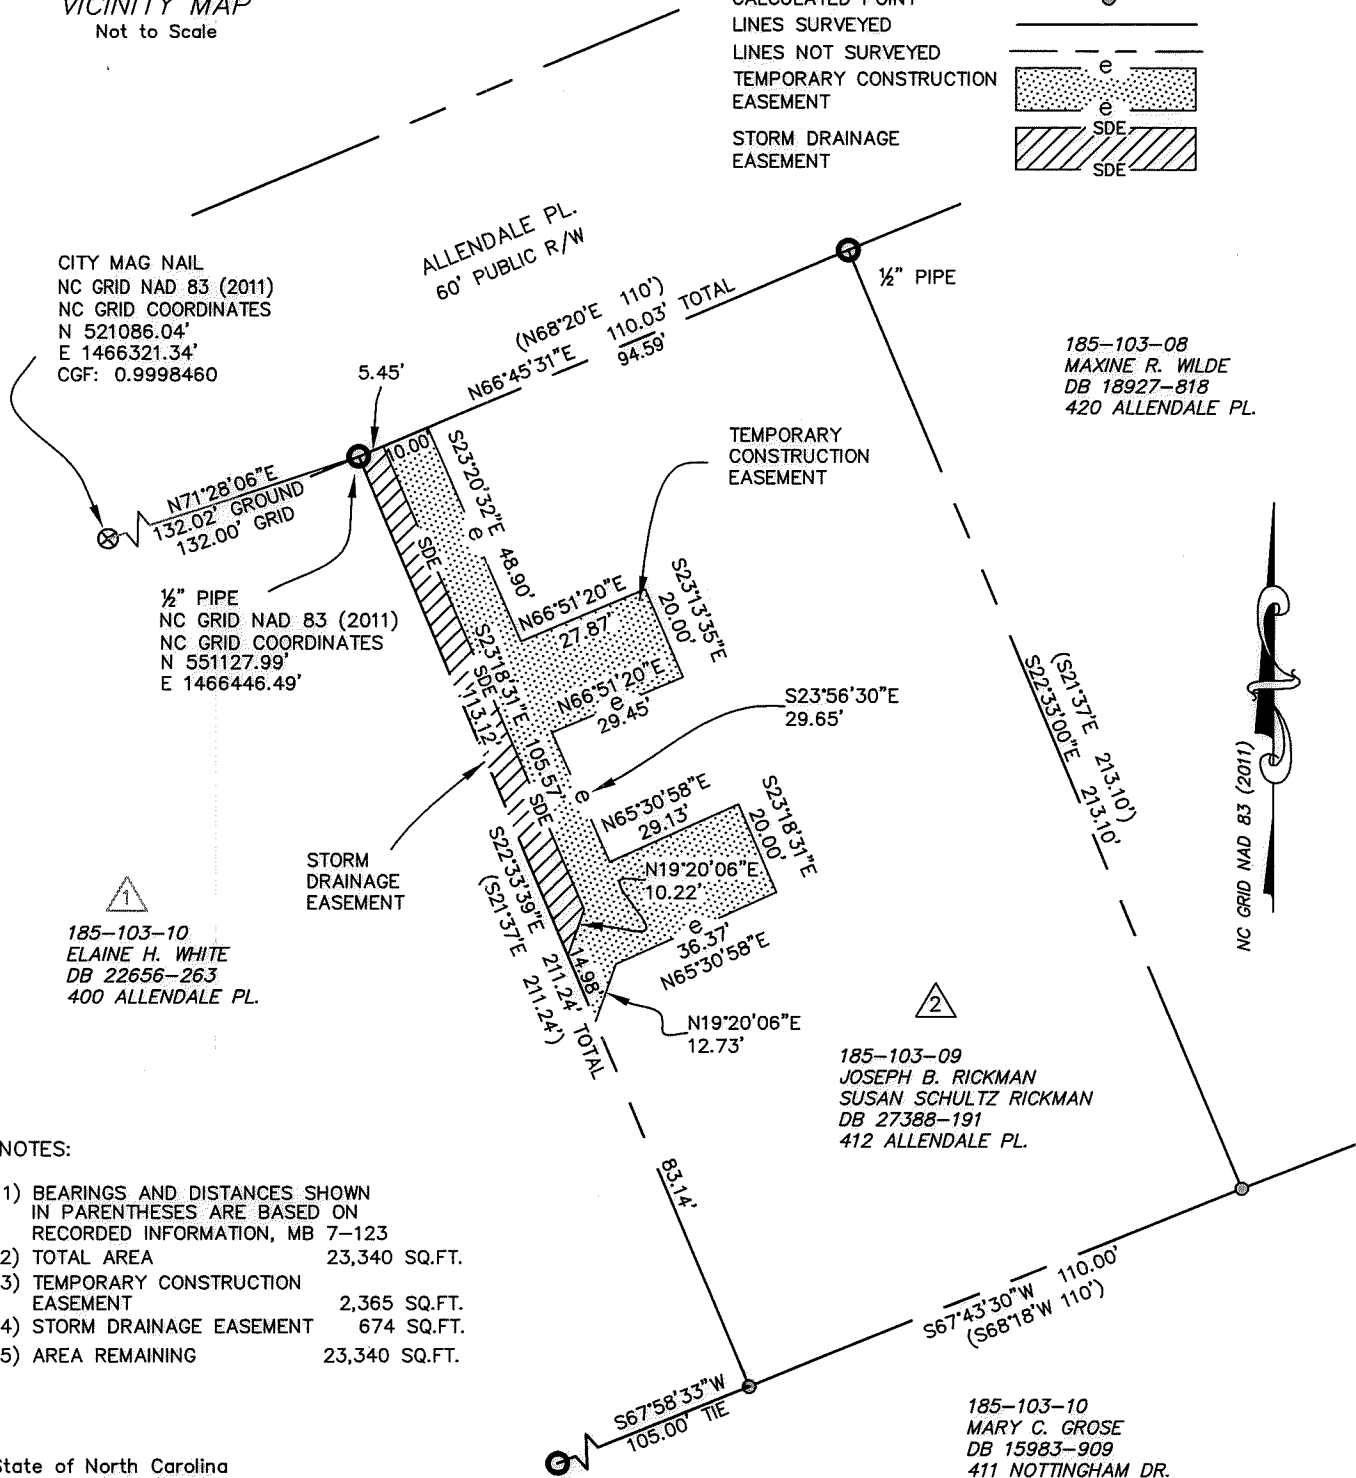 VICINITY MAP
Not to Scale
CALCULATED POINT
LINES SURVEYED
LINES NOT SURVEYED
TEMPORARY CONSTRUCTION
EASEMENT
e
e
STORM DRAINAGE
EASEMENT
SDE
SDE
ALLENDALE PL.
60' PUBLIC R/W
CITY MAG NAIL
NC GRID NAD 83 (2011)
NC GRID COORDINATES
N 521086.04'
E 1466321.34'
CGF: 0.9998460
½" PIPE
(N68°20'E 110')
110.03' TOTAL
N66°45'31"E
94.59'
5.45'
10.00'
185-103-08
MAXINE R. WILDE
DB 18927-818
420 ALLENDALE PL.
TEMPORARY
CONSTRUCTION
EASEMENT
N71°28'06"E
132.02' GROUND
132.00' GRID
S23°20'32"E 48.90'
e
SDE
½" PIPE
NC GRID NAD 83 (2011)
NC GRID COORDINATES
N 551127.99'
E 1466446.49'
N66°51'20"E
27.87'
S23°13'35"E
20.00'
S23°18'31"E 105.57'
SDE
113.12'
N66°51'20"E
e
29.45'
S23°56'30"E
29.65'
(S21°37'E 213.10')
S22°33'00"E 213.10'
NC GRID NAD 83 (2011)
e
SDE
N65°30'58"E
29.13'
S23°18'31"E
20.00'
STORM
DRAINAGE
EASEMENT
N19°20'06"E
10.22'
S22°33'39"E 211.24' TOTAL
(S21°37'E 211.24')
14.98'
e
36.37'
N65°30'58"E
N19°20'06"E
12.73'
1
185-103-10
ELAINE H. WHITE
DB 22656-263
400 ALLENDALE PL.
2
185-103-09
JOSEPH B. RICKMAN
SUSAN SCHULTZ RICKMAN
DB 27388-191
412 ALLENDALE PL.
83.14'
NOTES:
1) BEARINGS AND DISTANCES SHOWN
IN PARENTHESES ARE BASED ON
RECORDED INFORMATION, MB 7-123
2) TOTAL AREA 23,340 SQ.FT.
3) TEMPORARY CONSTRUCTION
EASEMENT 2,365 SQ.FT.
4) STORM DRAINAGE EASEMENT 674 SQ.FT.
5) AREA REMAINING 23,340 SQ.FT.
S67°43'30"W 110.00'
(S68°18'W 110')
S67°58'33"W
105.00' TIE
185-103-10
MARY C. GROSE
DB 15983-909
411 NOTTINGHAM DR.
State of North Carolina